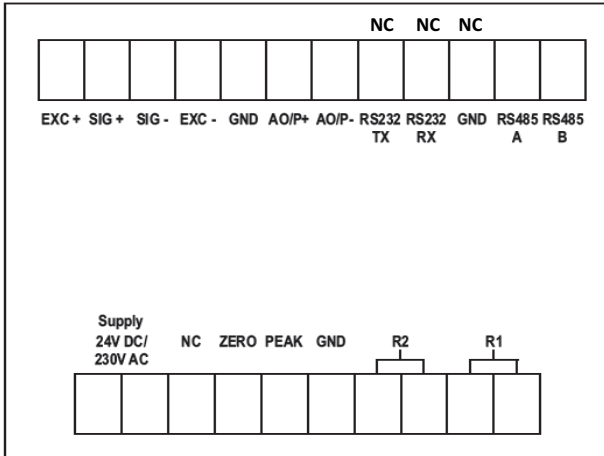 NC NC NC
EXC + SIG + SIG - EXC - GND AO/P+ AO/P- RS232 RS232 GND RS485 RS485
TX RX A B
Supply
24V DC/ NC ZERO PEAK GND R2 R1
230V AC